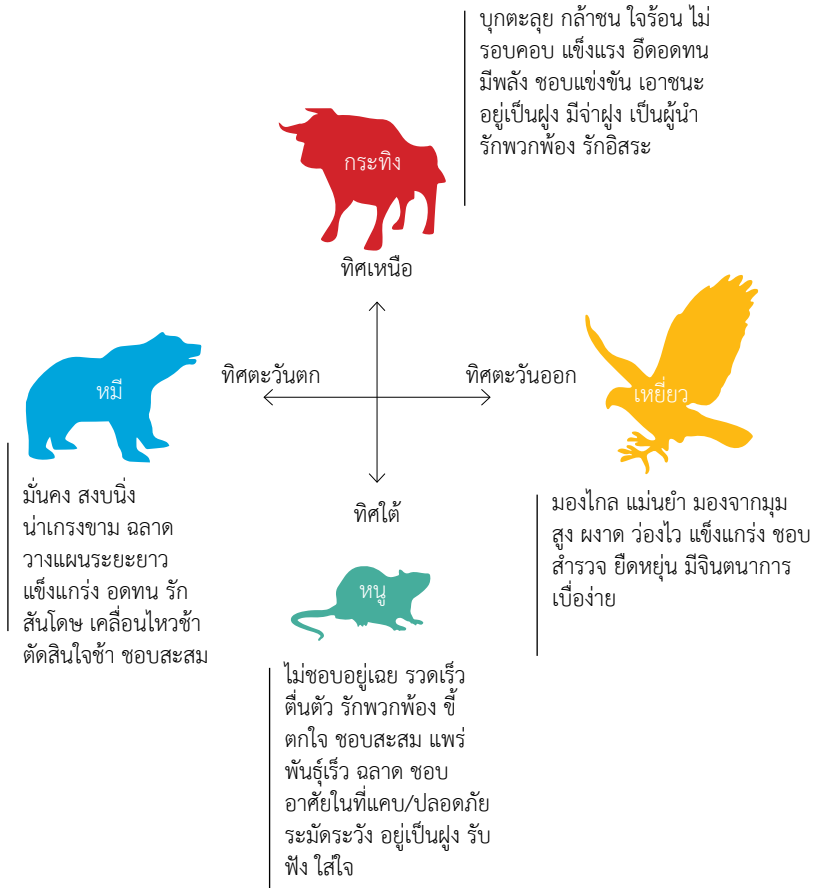 บุกตะลุย กล้าชน ใจร้อน ไม่
รอบคอบ แข็งแรง อึดอดทน
มีพลัง ชอบแข่งขัน เอาชนะ
อยู่เป็นฝูง มีจ่าฝูง เป็นผู้นำ
รักพวกพ้อง รักอิสระ
กระทิง
ทิศเหนือ
หมี
ทิศตะวันตก
ทิศตะวันออก
เหยี่ยว
มั่นคง สงบนิ่ง
น่าเกรงขาม ฉลาด
วางแผนระยะยาว
แข็งแกร่ง อดทน รัก
สันโดษ เคลื่อนไหวช้า
ตัดสินใจช้า ชอบสะสม
ทิศใต้
หนู
มองไกล แม่นยำ มองจากมุม
สูง ผงาด ว่องไว แข็งแกร่ง ชอบ
สำรวจ ยืดหยุ่น มีจินตนาการ
เบื่อง่าย
ไม่ชอบอยู่เฉย รวดเร็ว
ตื่นตัว รักพวกพ้อง ขี้
ตกใจ ชอบสะสม แพร่
พันธุ์เร็ว ฉลาด ชอบ
อาศัยในที่แคบ/ปลอดภัย
ระมัดระวัง อยู่เป็นฝูง รับ
ฟัง ใส่ใจ